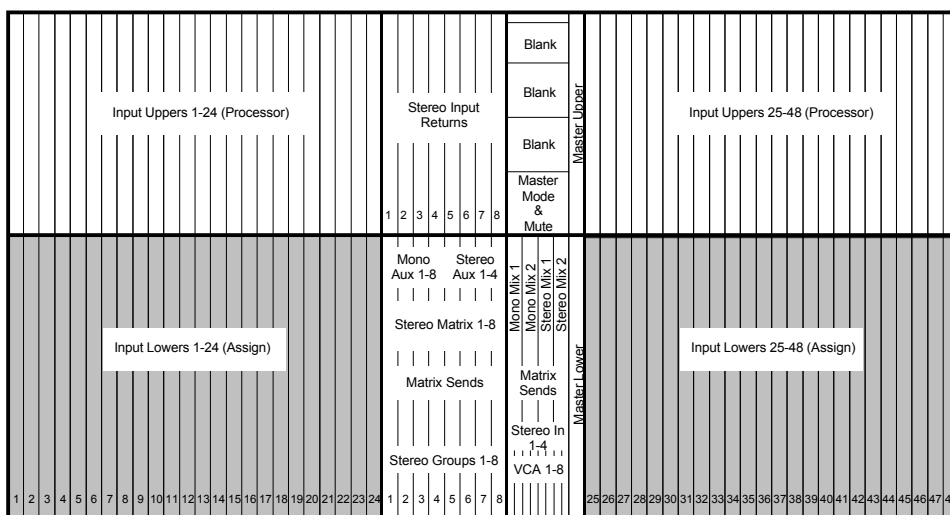 Blank
Blank
Blank
Input Uppers 1-24 (Processor)
Stereo Input
Returns
Input Uppers 25-48 (Processor)
Master Upper
Master
Mode
&
Mute
1 2 3 4 5 6 7 8
Mono
Aux 1-8
Stereo
Aux 1-4
Mono Mix 1
Mono Mix 2
Stereo Mix 1
Stereo Mix 2
Stereo Matrix 1-8
Input Lowers 1-24 (Assign)
Input Lowers 25-48 (Assign)
Matrix Sends
Matrix
Sends
Master Lower
Stereo In
1-4
Stereo Groups 1-8
VCA 1-8
1 2 3 4 5 6 7 8 9 10 11 12 13 14 15 16 17 18 19 20 21 22 23 24
1 2 3 4 5 6 7 8
25 26 27 28 29 30 31 32 33 34 35 36 37 38 39 40 41 42 43 44 45 46 47